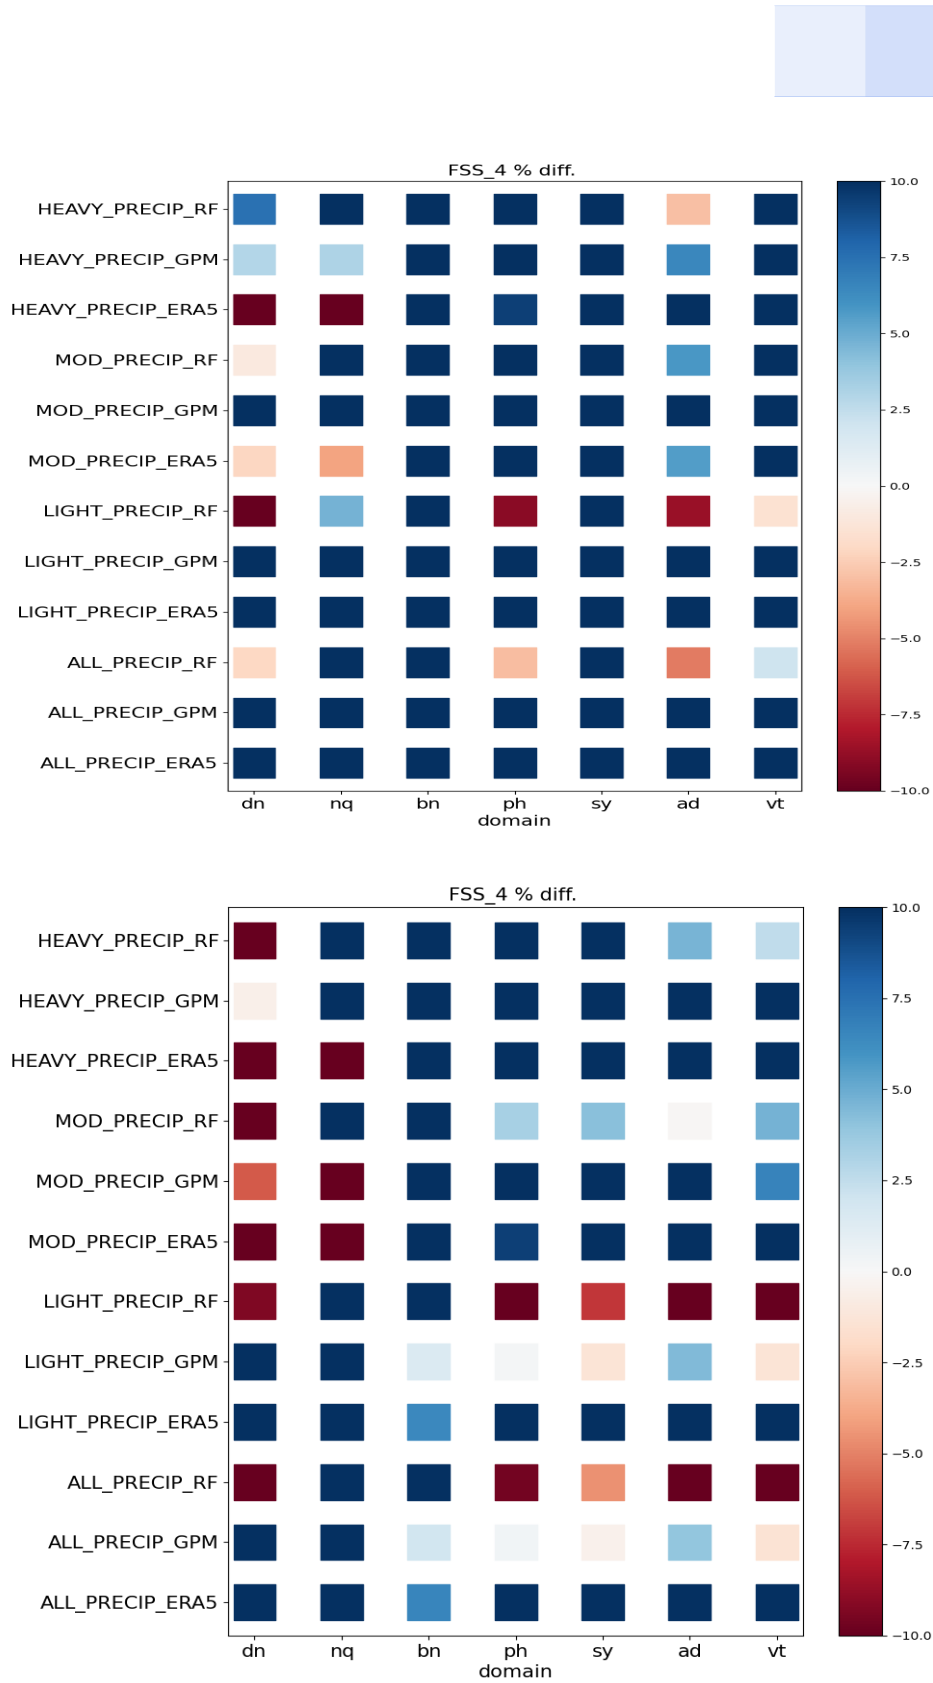 FSS_4 % diff.
HEAVY_PRECIP_RF
HEAVY_PRECIP_GPM
HEAVY_PRECIP_ERA5
MOD_PRECIP_RF
MOD_PRECIP_GPM
MOD_PRECIP_ERA5
LIGHT_PRECIP_RF
LIGHT_PRECIP_GPM
LIGHT_PRECIP_ERA5
ALL_PRECIP_RF
ALL_PRECIP_GPM
ALL_PRECIP_ERA5
dn nq bn ph sy ad vt
domain
10.0
7.5
5.0
2.5
0.0
−2.5
−5.0
−7.5
−10.0
FSS_4 % diff.
HEAVY_PRECIP_RF
HEAVY_PRECIP_GPM
HEAVY_PRECIP_ERA5
MOD_PRECIP_RF
MOD_PRECIP_GPM
MOD_PRECIP_ERA5
LIGHT_PRECIP_RF
LIGHT_PRECIP_GPM
LIGHT_PRECIP_ERA5
ALL_PRECIP_RF
ALL_PRECIP_GPM
ALL_PRECIP_ERA5
dn nq bn ph sy ad vt
domain
10.0
7.5
5.0
2.5
0.0
−2.5
−5.0
−7.5
−10.0